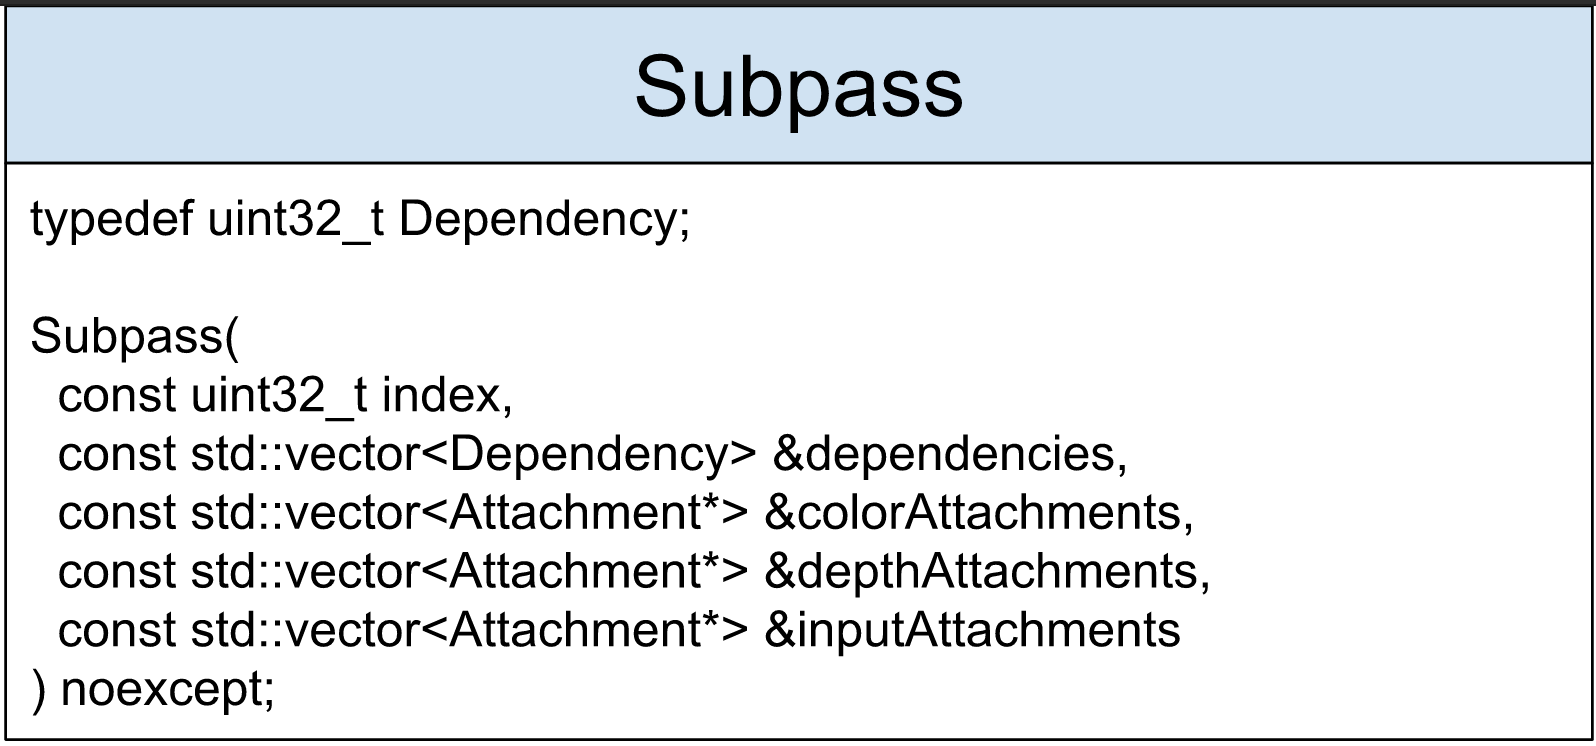 Subpass
typedef uint32_t Dependency;
Subpass(
const uint32_t index,
const std::vector<Dependency> &dependencies,
const std::vector<Attachment*> &colorAttachments,
const std::vector<Attachment*> &depthAttachments,
const std::vector<Attachment*> &inputAttachments
) noexcept;